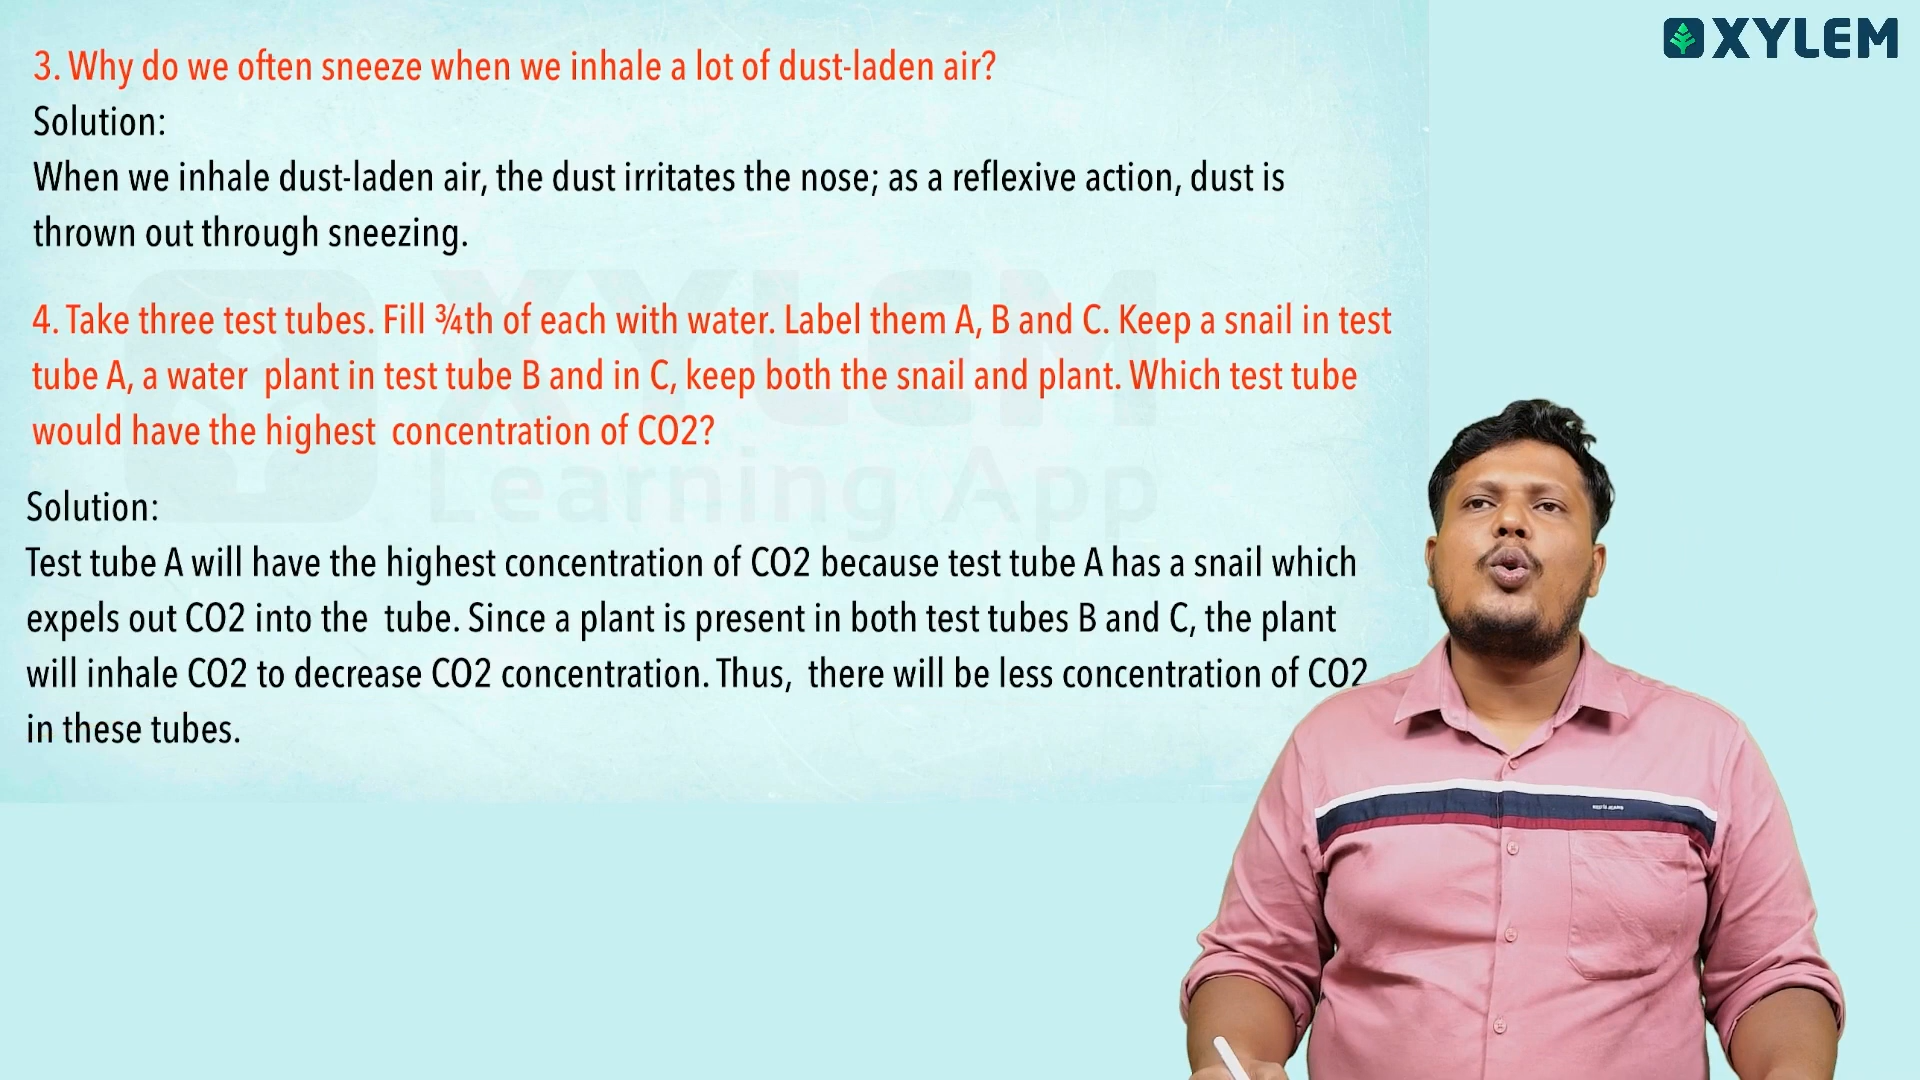 XYLEM
3. Why do we often sneeze when we inhale a lot of dust-laden air?
Solution:
When we inhale dust-laden air, the dust irritates the nose; as a reflexive action, dust is
thrown out through sneezing.
4. Take three test tubes. Fill ¾th of each with water. Label them A, B and C. Keep a snail in test
tube A, a water  plant in test tube B and in C, keep both the snail and plant. Which test tube
would have the highest  concentration of CO2?
XYLEM
Learning App
Solution:
Test tube A will have the highest concentration of CO2 because test tube A has a snail which
expels out CO2 into the  tube. Since a plant is present in both test tubes B and C, the plant
will inhale CO2 to decrease CO2 concentration. Thus,  there will be less concentration of CO2
in these tubes.